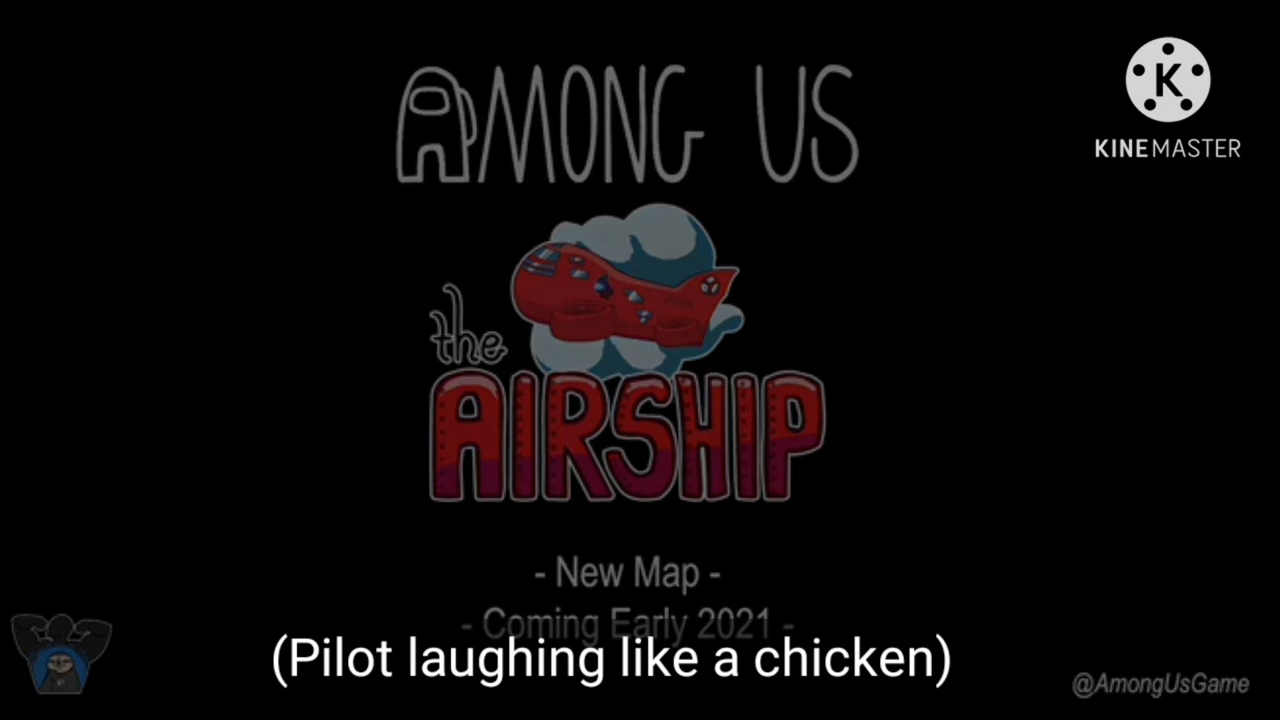 AMONG US
KINEMASTER
the
AIRSHIP
- New Map -
- Coming Early 2021 -
(Pilot laughing like a chicken)
@AmongUsGame